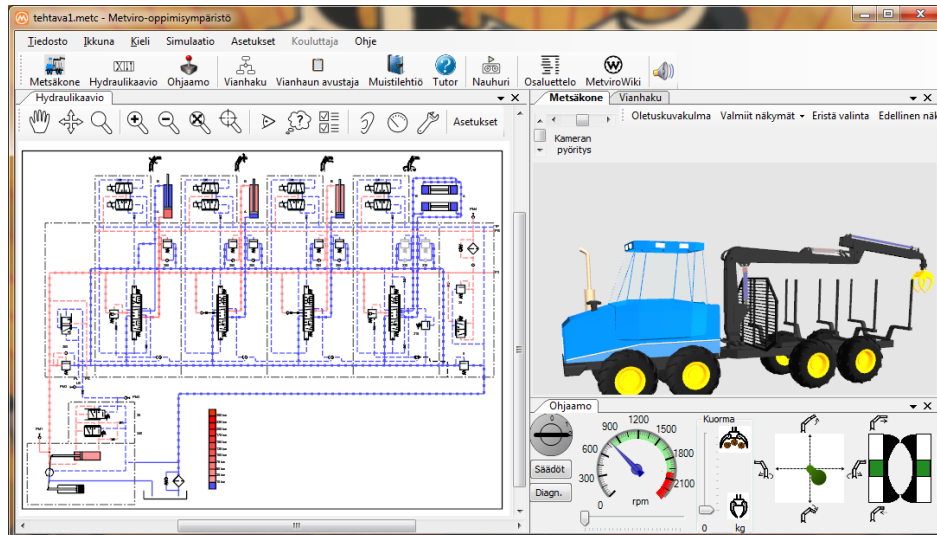 tehtava1.metc - Metviro-oppimisympäristö
Tiedosto Ikkuna Kieli Simulaatio Asetukset Kouluttaja Ohje
Metsäkone Hydrauliikaavio Ohjaamo Vianhaku Vianhaun avustaja Muistilehtiö Tutor Nauhuri Osaluettelo MetviroWiki
Hydraulikaavio
Asetukset
Metsäkone Vianhaku
Kameran pyöritys
Oletuskuvakulma Valmiit näkymät Eristä valinta Edellinen näk
Ohjaamo
Säädöt
Diagn.
0 300 600 900 1200 1500 1800 2100
rpm
Kuorma
0 kg